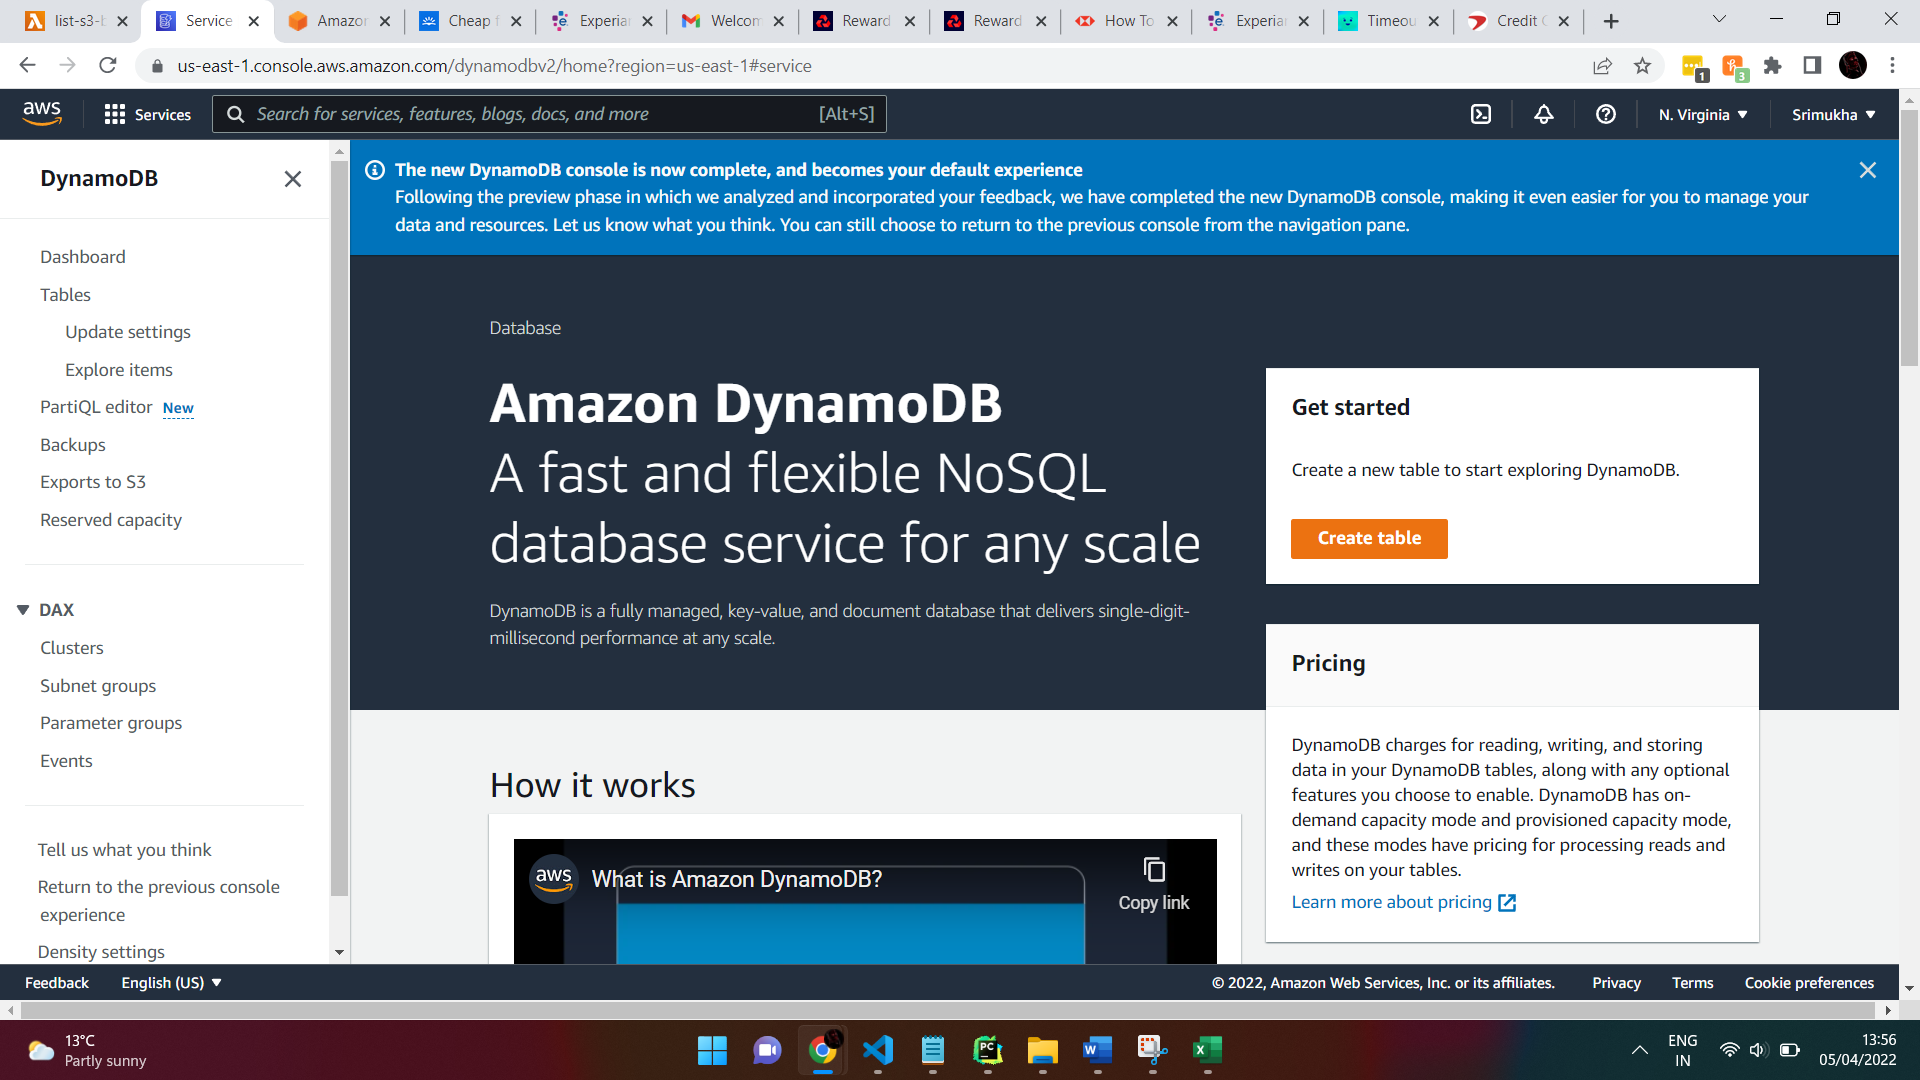 list-s3-b
Service
Amazon
Cheap f
Experian
Welcom
Reward
Reward
How To
Experian
Timeou
Credit C
us-east-1.console.aws.amazon.com/dynamodbv2/home?region=us-east-1#service
1
3
aws
Services
Search for services, features, blogs, docs, and more
[Alt+S]
N. Virginia
Srimukha
DynamoDB
Dashboard
Tables
Update settings
Explore items
PartiQL editor New
Backups
Exports to S3
Reserved capacity
DAX
Clusters
Subnet groups
Parameter groups
Events
Tell us what you think
Return to the previous console
experience
Density settings
The new DynamoDB console is now complete, and becomes your default experience
Following the preview phase in which we analyzed and incorporated your feedback, we have completed the new DynamoDB console, making it even easier for you to manage your
data and resources. Let us know what you think. You can still choose to return to the previous console from the navigation pane.
Database
Amazon DynamoDB
A fast and flexible NoSQL
database service for any scale
DynamoDB is a fully managed, key-value, and document database that delivers single-digit-
millisecond performance at any scale.
Get started
Create a new table to start exploring DynamoDB.
Create table
Pricing
DynamoDB charges for reading, writing, and storing
data in your DynamoDB tables, along with any optional
features you choose to enable. DynamoDB has on-
demand capacity mode and provisioned capacity mode,
and these modes have pricing for processing reads and
writes on your tables.
Learn more about pricing
How it works
aws
What is Amazon DynamoDB?
Copy link
Feedback
English (US)
© 2022, Amazon Web Services, Inc. or its affiliates.
Privacy
Terms
Cookie preferences
13°C
Partly sunny
PC
W
X
ENG
IN
13:56
05/04/2022